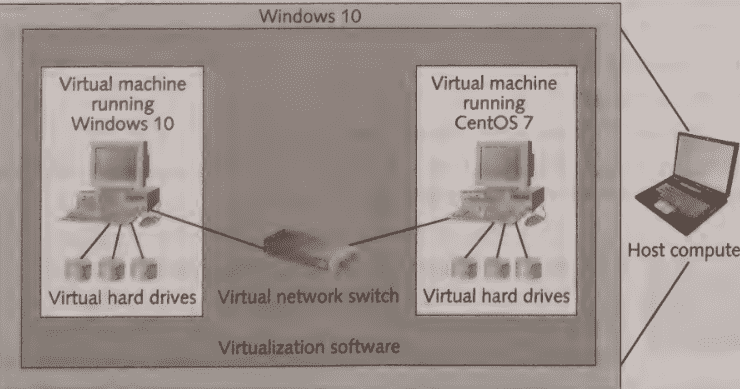 Windows 10
Virtual machine
running
Windows 10
Virtual machine
running
CentOS 7
Host compute
Virtual hard drives
Virtual network switch
Virtual hard drives
Virtualization software